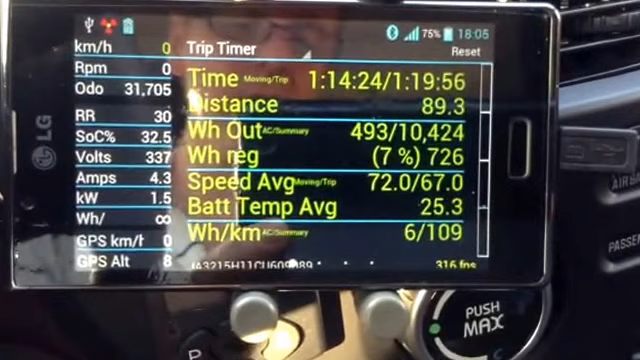 75% 18:05
km/h 0
Rpm 0
Odo 31,705
RR 30
SoC% 32.5
Volts 337
Amps 4.3
kW 1.5
Wh/ ∞
GPS km/h 0
GPS Alt 8
Trip Timer
Reset
Time Moving/Trip 1:14:24/1:19:56
Distance 89.3
Wh Out AC/Summary 493/10,424
Wh reg (7 %) 726
Speed Avg Moving/Trip 72.0/67.0
Batt Temp Avg 25.3
Wh/km AC/Summary 6/109
316 fps
LG
AIR
PASSENG
PUSH
MAX
C
P